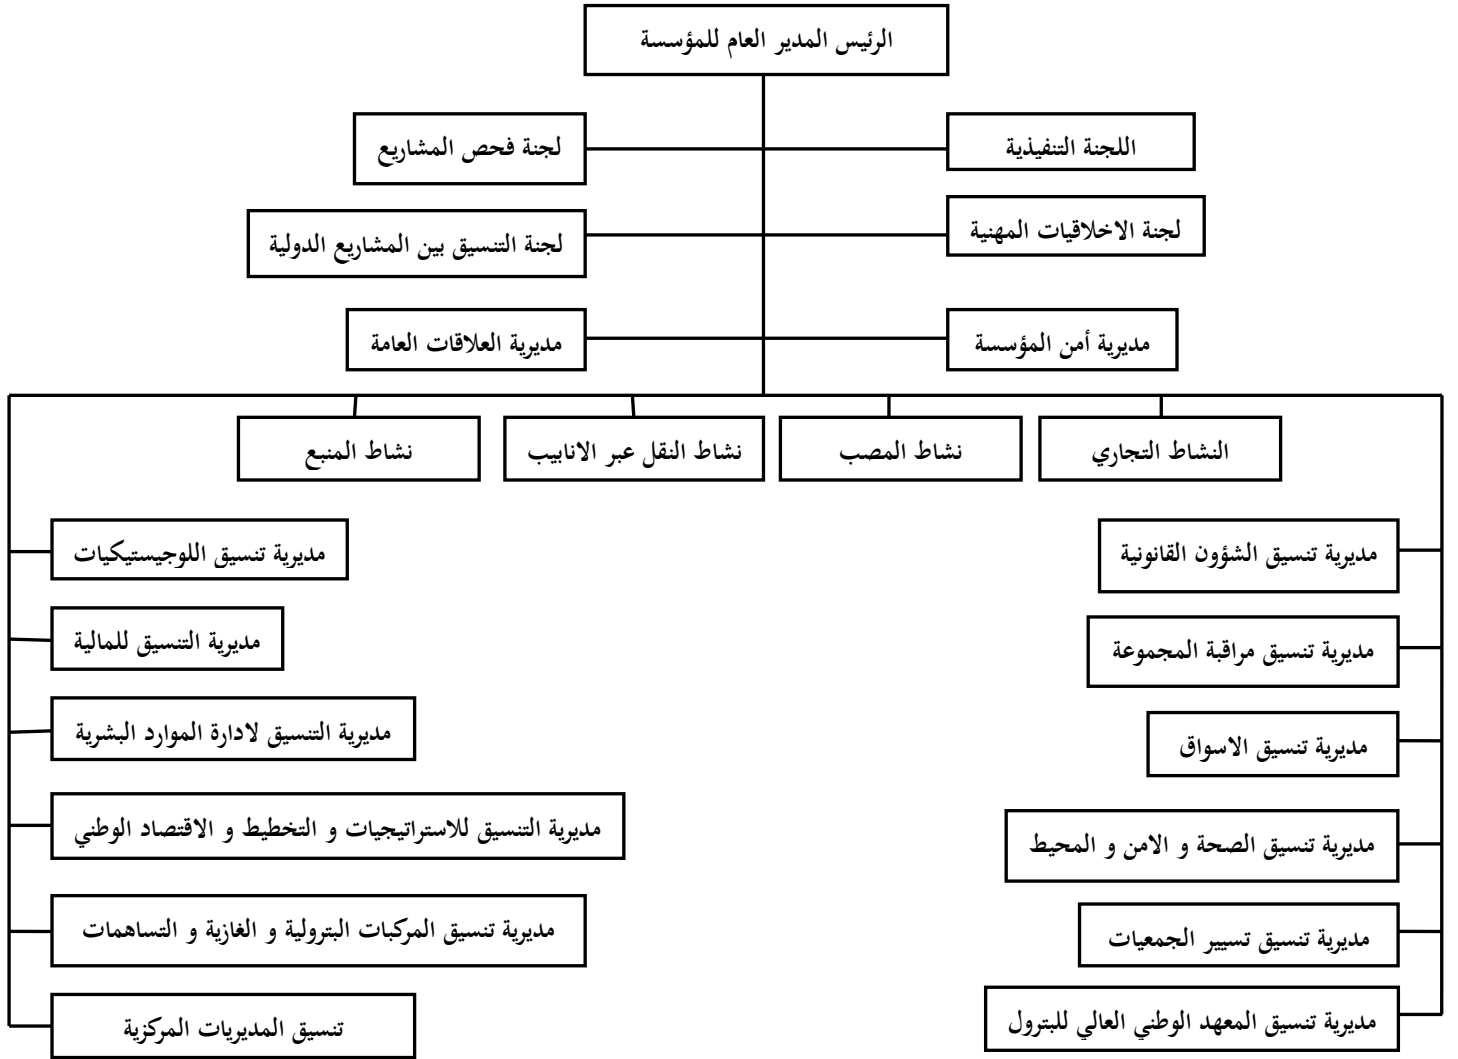 الرئيس المدير العام للمؤسسة
اللجنة التنفيذية
لجنة فحص المشاريع
لجنة الاخلاقيات المهنية
لجنة التنسيق بين المشاريع الدولية
مديرية أمن المؤسسة
مديرية العلاقات العامة
النشاط التجاري
نشاط المصب
نشاط النقل عبر الانابيب
نشاط المنبع
مديرية تنسيق الشؤون القانونية
مديرية تنسيق اللوجيستيكيات
مديرية تنسيق مراقبة المجموعة
مديرية التنسيق للمالية
مديرية تنسيق الاسواق
مديرية التنسيق لادارة الموارد البشرية
مديرية تنسيق الصحة و الامن و المحيط
مديرية التنسيق للاستراتيجيات و التخطيط و الاقتصاد الوطني
مديرية تنسيق تسيير الجمعيات
مديرية تنسيق المركبات البترولية و الغازية و التساهمات
مديرية تنسيق المعهد الوطني العالي للبترول
تنسيق المديريات المركزية